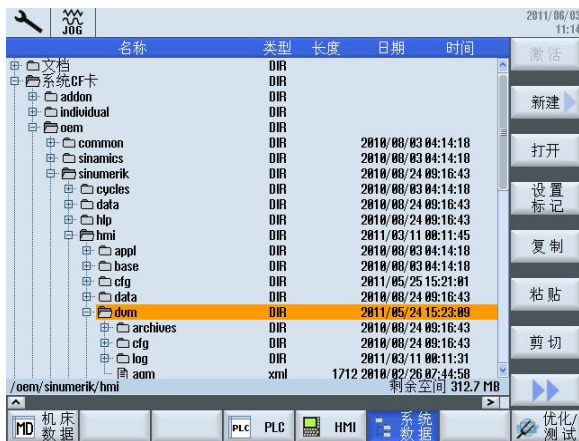 JOG
2011/06/03
11:14
名称 类型 长度 日期 时间
文档 DIR
系统CF卡 DIR
addon DIR
individual DIR
oem DIR
common DIR 2010/08/03 04:14:18
sinamics DIR 2010/08/03 04:14:18
sinumerik DIR 2010/08/24 09:16:43
cycles DIR 2010/08/03 04:14:18
data DIR 2010/08/24 09:16:43
hlp DIR 2010/08/24 09:16:43
hmi DIR 2011/03/11 00:11:45
appl DIR 2010/08/03 04:14:18
base DIR 2010/08/03 04:14:18
cfg DIR 2011/05/25 15:21:01
data DIR 2010/08/24 09:16:43
dvm DIR 2011/05/24 15:23:09
archives DIR 2010/08/24 09:16:43
cfg DIR 2010/08/24 09:16:43
log DIR 2011/03/11 00:11:31
agm xml 1712 2010/02/26 07:44:58
/oem/sinumerik/hmi 剩余空间 312.7 MB
激活
新建
打开
设置
标记
复制
粘贴
剪切
MD 机床
数据
PLC PLC
HMI
系统
数据
优化/
测试